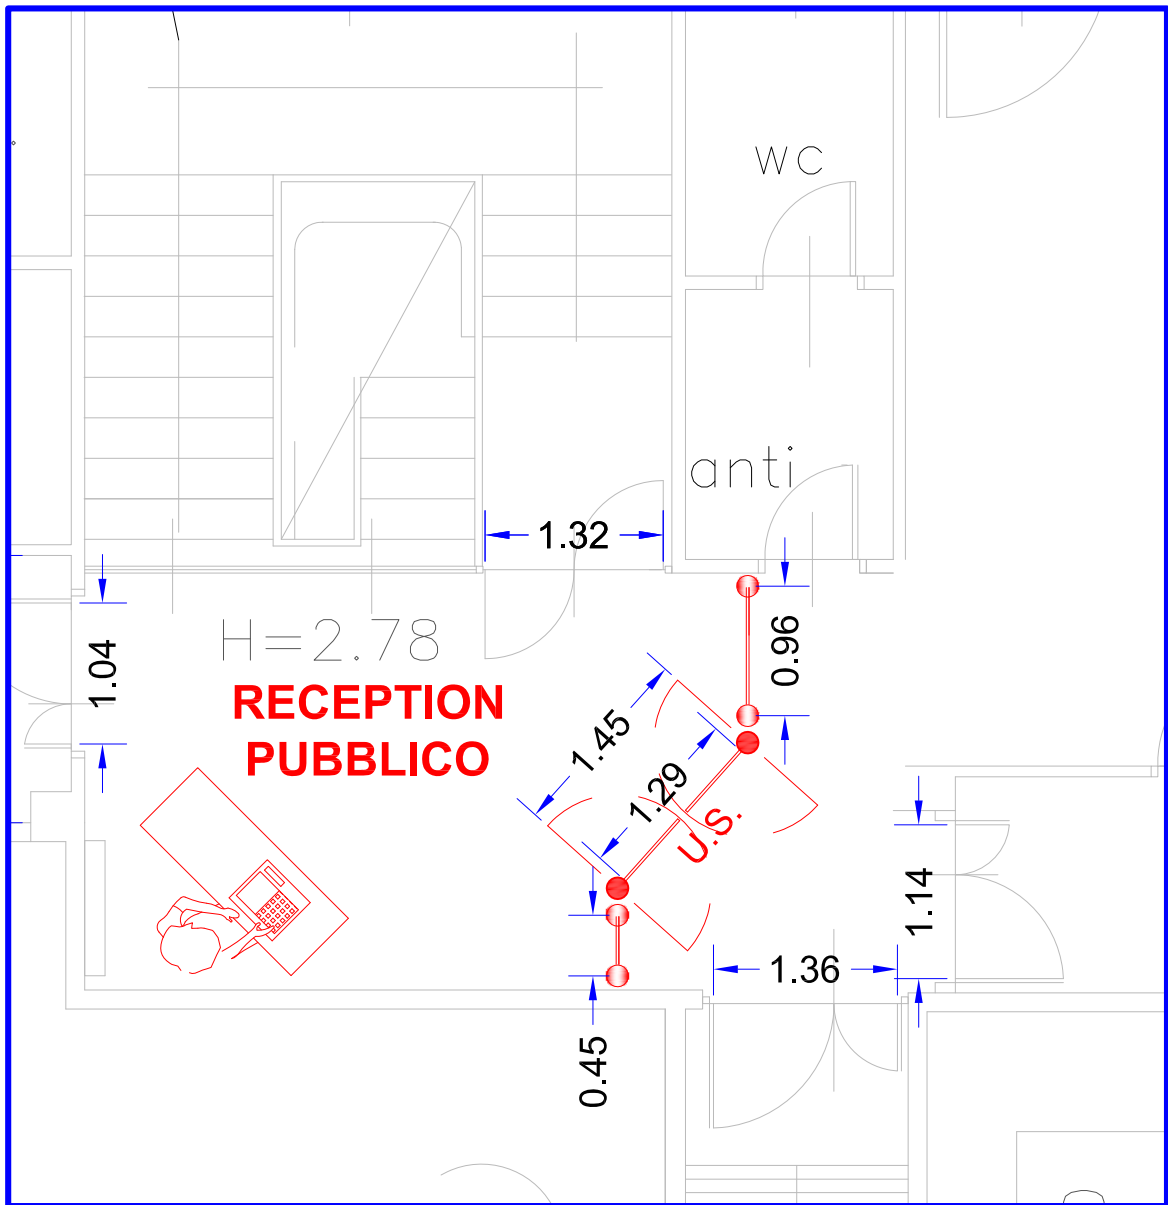 wc
anti
1.32
H=2.78
RECEPTION
PUBBLICO
1.04
0.96
1.45
1.29
U.S.
1.14
1.36
0.45